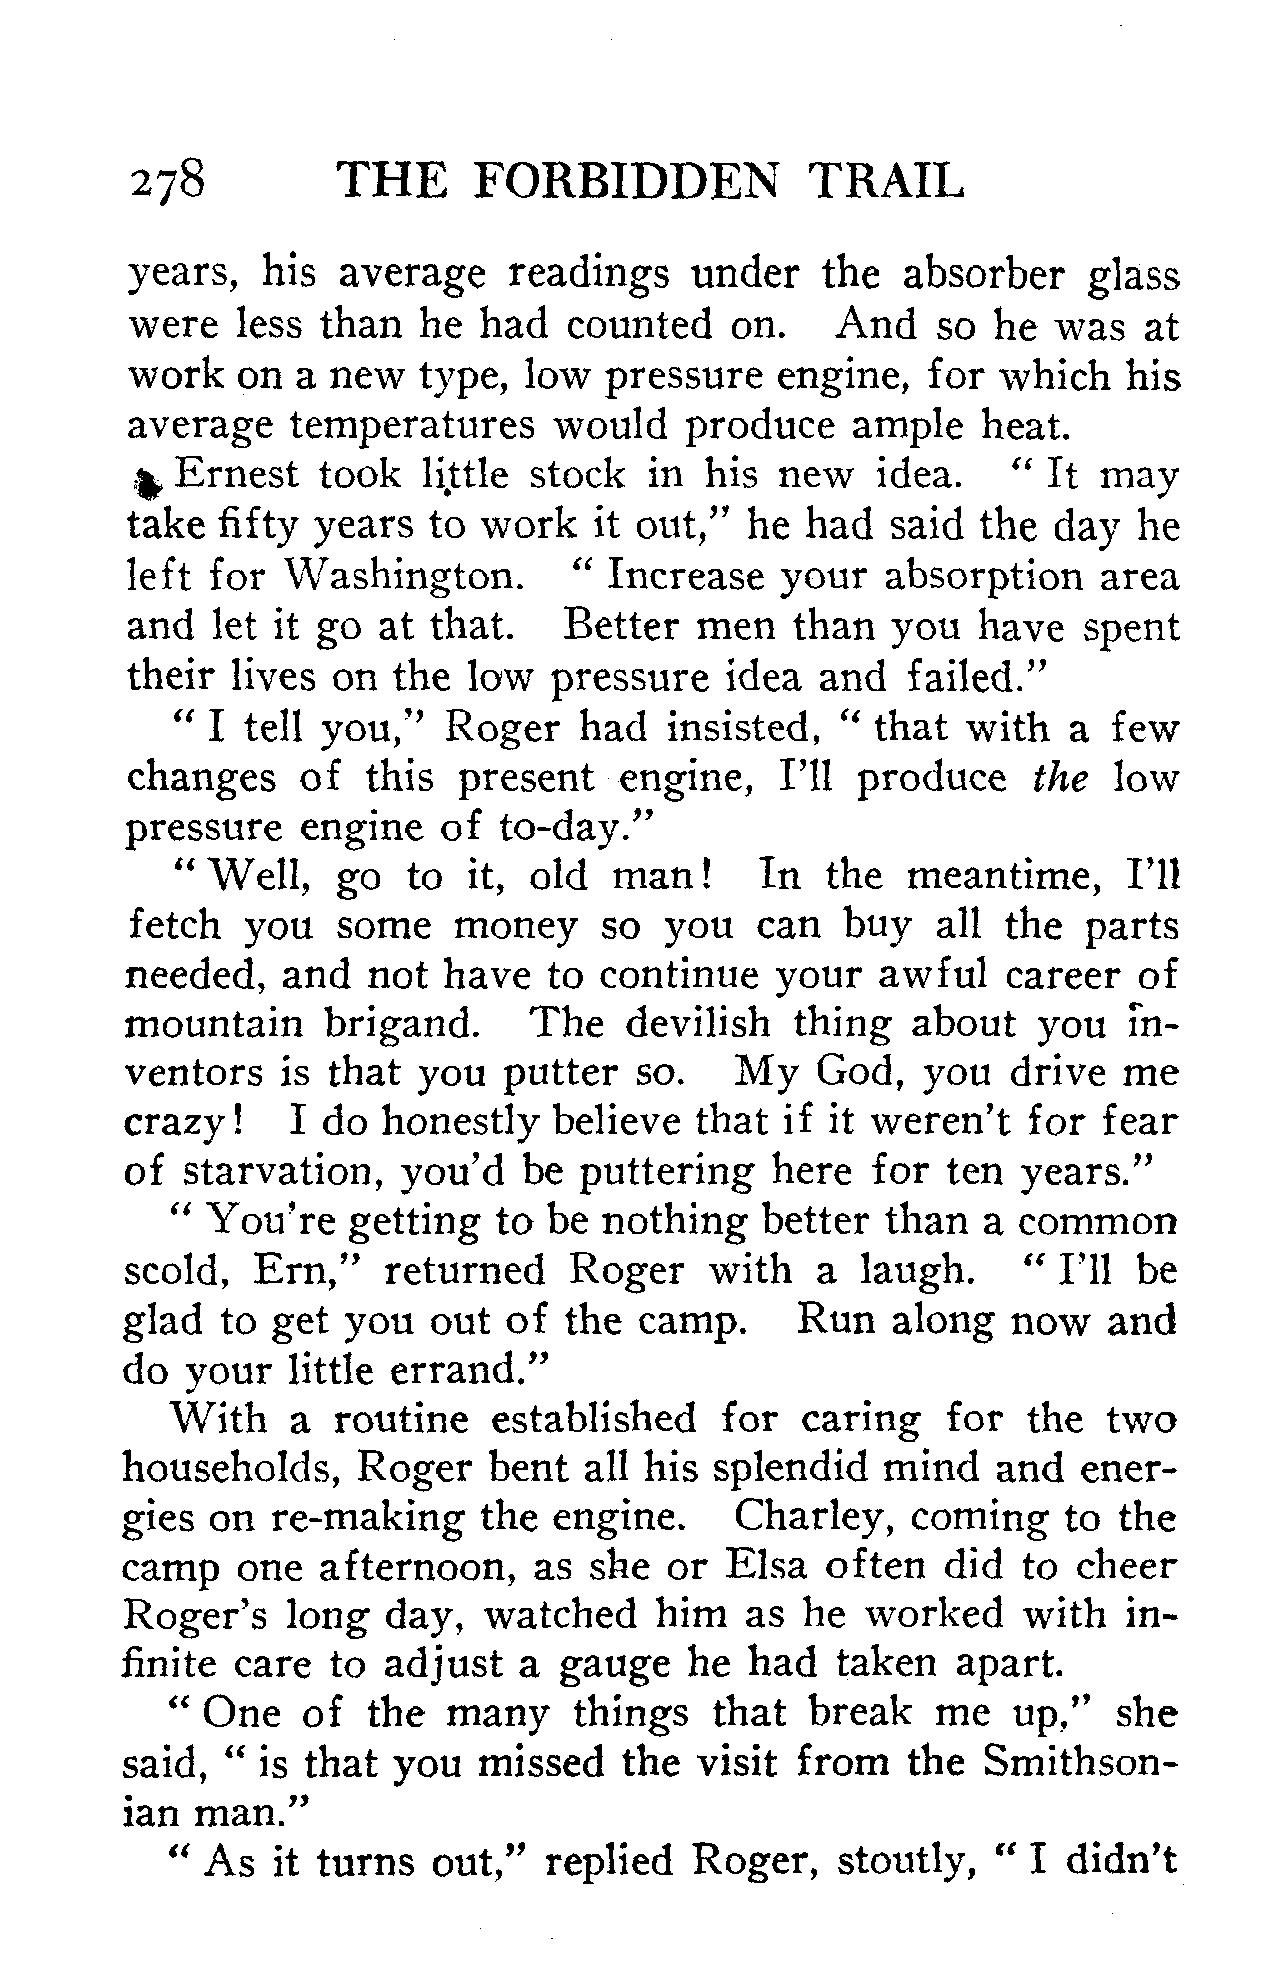 278 THE FORBIDDEN TRAIL
years, his average readings under the absorber glass
were less than he had counted on. And so he was at
work on a new type, low pressure engine, for which his
average temperatures would produce ample heat.
Ernest took little stock in his new idea. “ It may
take fifty years to work it out,” he had said the day he
left for Washington. “ Increase your absorption area
and let it go at that. Better men than you have spent
their lives on the low pressure idea and failed.”
“ I tell you,” Roger had insisted, “ that with a few
changes of this present engine, I’ll produce the low
pressure engine of to-day.”
“ Well, go to it, old man! In the meantime, I’ll
fetch you some money so you can buy all the parts
needed, and not have to continue your awful career of
mountain brigand. The devilish thing about you in-
ventors is that you putter so. My God, you drive me
crazy! I do honestly believe that if it weren’t for fear
of starvation, you’d be puttering here for ten years.”
“ You’re getting to be nothing better than a common
scold, Ern,” returned Roger with a laugh. “ I’ll be
glad to get you out of the camp. Run along now and
do your little errand.”
With a routine established for caring for the two
households, Roger bent all his splendid mind and ener-
gies on re-making the engine. Charley, coming to the
camp one afternoon, as she or Elsa often did to cheer
Roger’s long day, watched him as he worked with in-
finite care to adjust a gauge he had taken apart.
“ One of the many things that break me up,” she
said, “ is that you missed the visit from the Smithson-
ian man.”
“ As it turns out,” replied Roger, stoutly, “ I didn’t